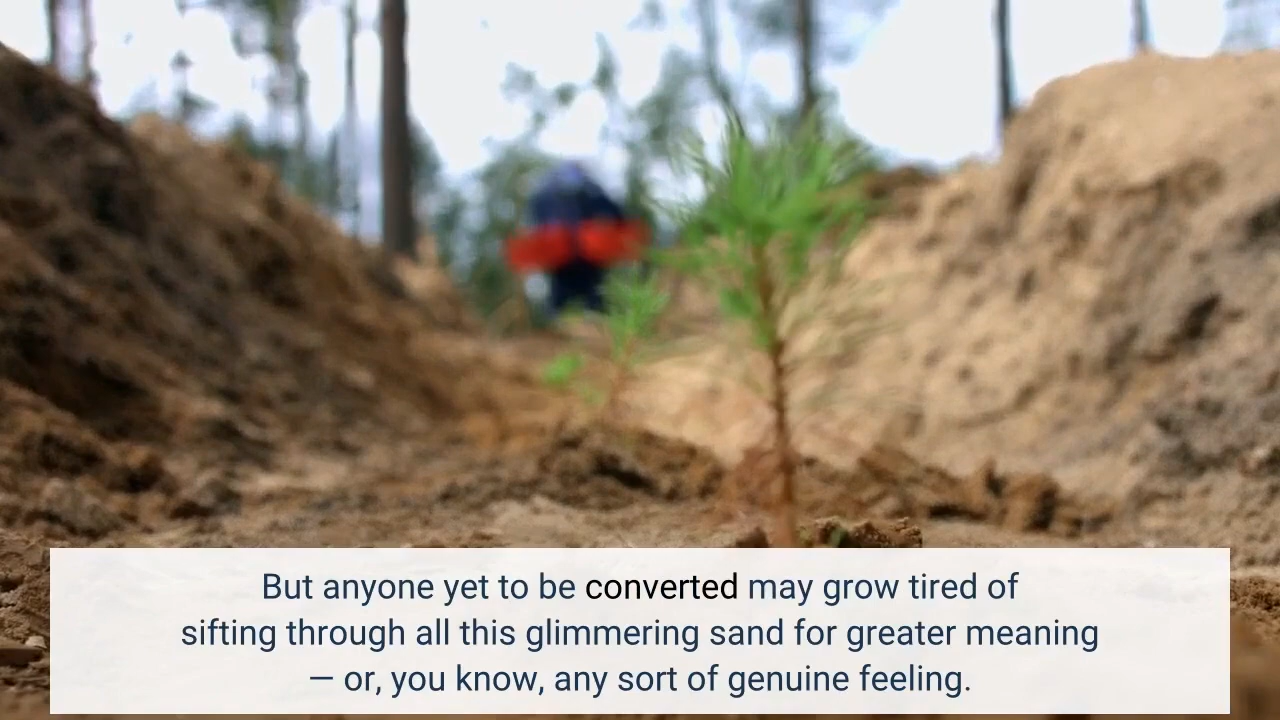 But anyone yet to be converted may grow tired of
sifting through all this glimmering sand for greater meaning
— or, you know, any sort of genuine feeling.